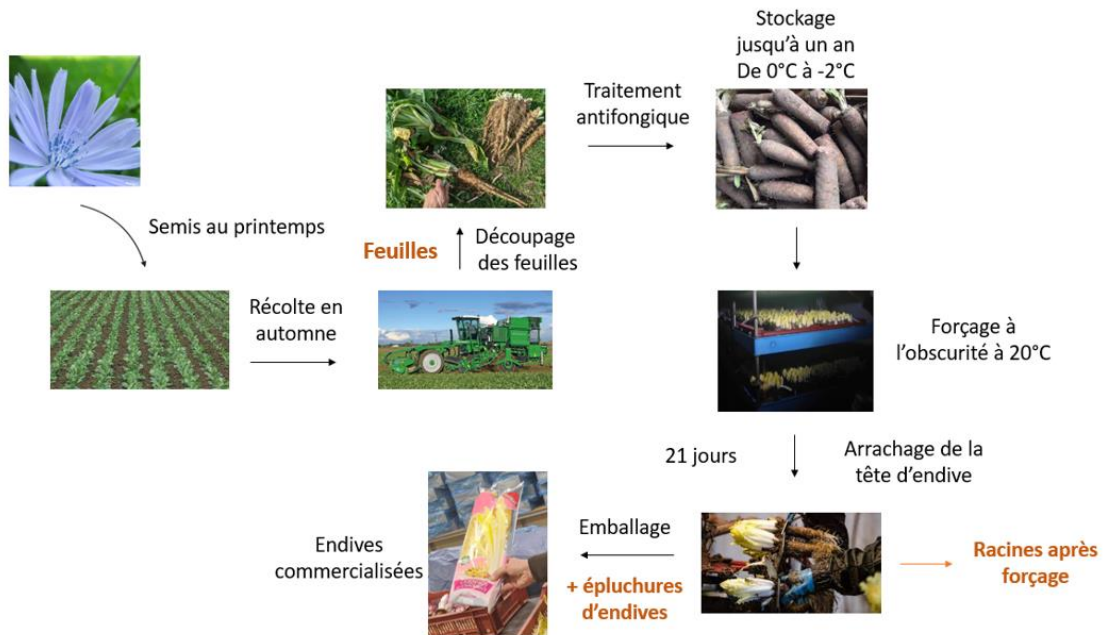 Semis au printemps
Récolte en
automne
Feuilles
Découpage
des feuilles
Traitement
antifongique
Stockage
jusqu'à un an
De 0°C à -2°C
Forçage à
l'obscurité à 20°C
21 jours
Arrachage de la
tête d'endive
Racines après
forçage
Emballage
+ épluchures
d'endives
Endives
commercialisées